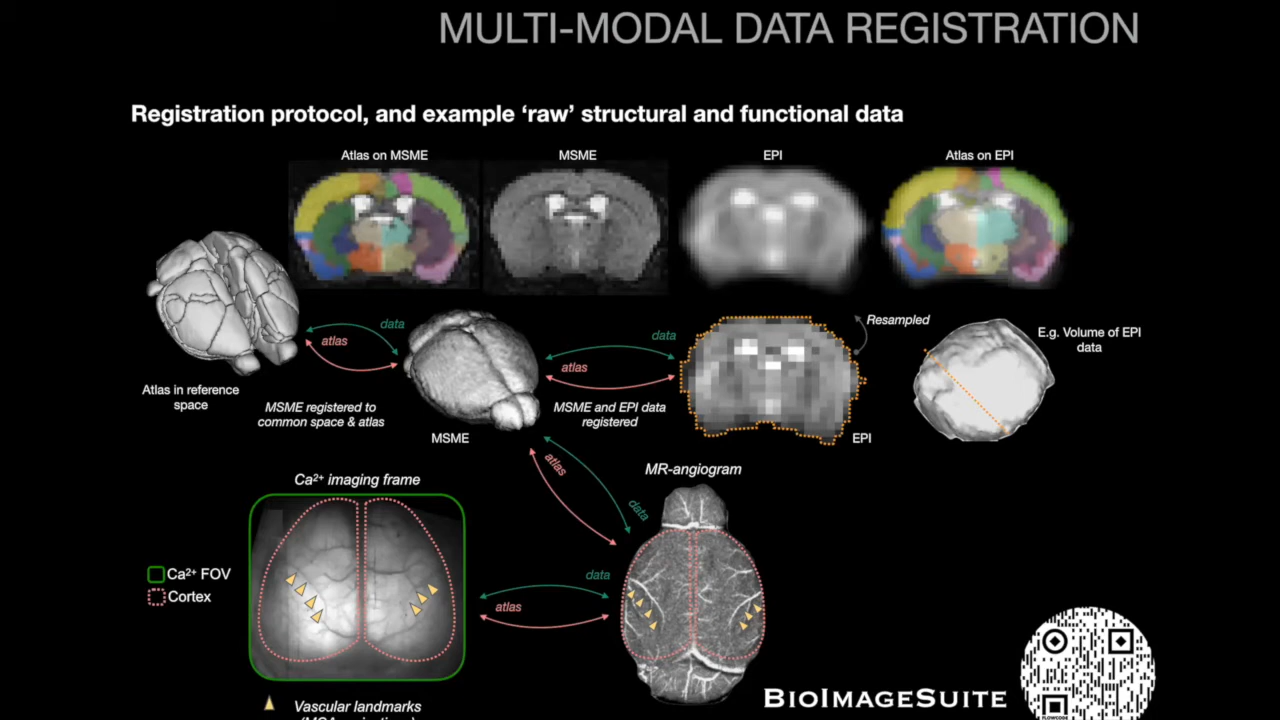 MULTI-MODAL DATA REGISTRATION
Registration protocol, and example ‘raw’ structural and functional data
Atlas on MSME
MSME
EPI
Atlas on EPI
data
atlas
data
atlas
Resampled
E.g. Volume of EPI
data
Atlas in reference
space
MSME registered to
common space & atlas
MSME
MSME and EPI data
registered
EPI
Ca²⁺ imaging frame
atlas
data
MR-angiogram
Ca²⁺ FOV
Cortex
data
atlas
Vascular landmarks
BIOIMAGESUITE
FLOWCODE